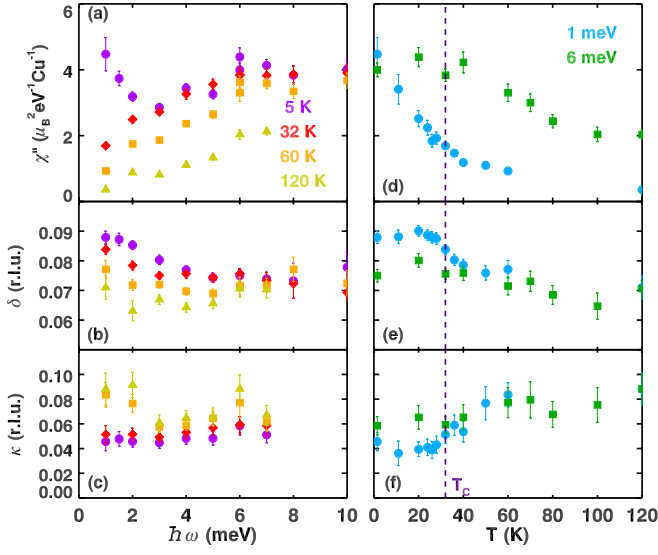 (a)
6
4
2
0
χ'' (μB²eV⁻¹Cu⁻¹)
5 K
32 K
60 K
120 K
(d)
1 meV
6 meV
0.09
0.08
0.07
0.06
δ (r.l.u.)
(b)
(e)
0.10
0.08
0.06
0.04
0.02
0.00
κ (r.l.u.)
(c)
(f)
Tc
0 2 4 6 8 10
ħω (meV)
0 20 40 60 80 100 120
T (K)